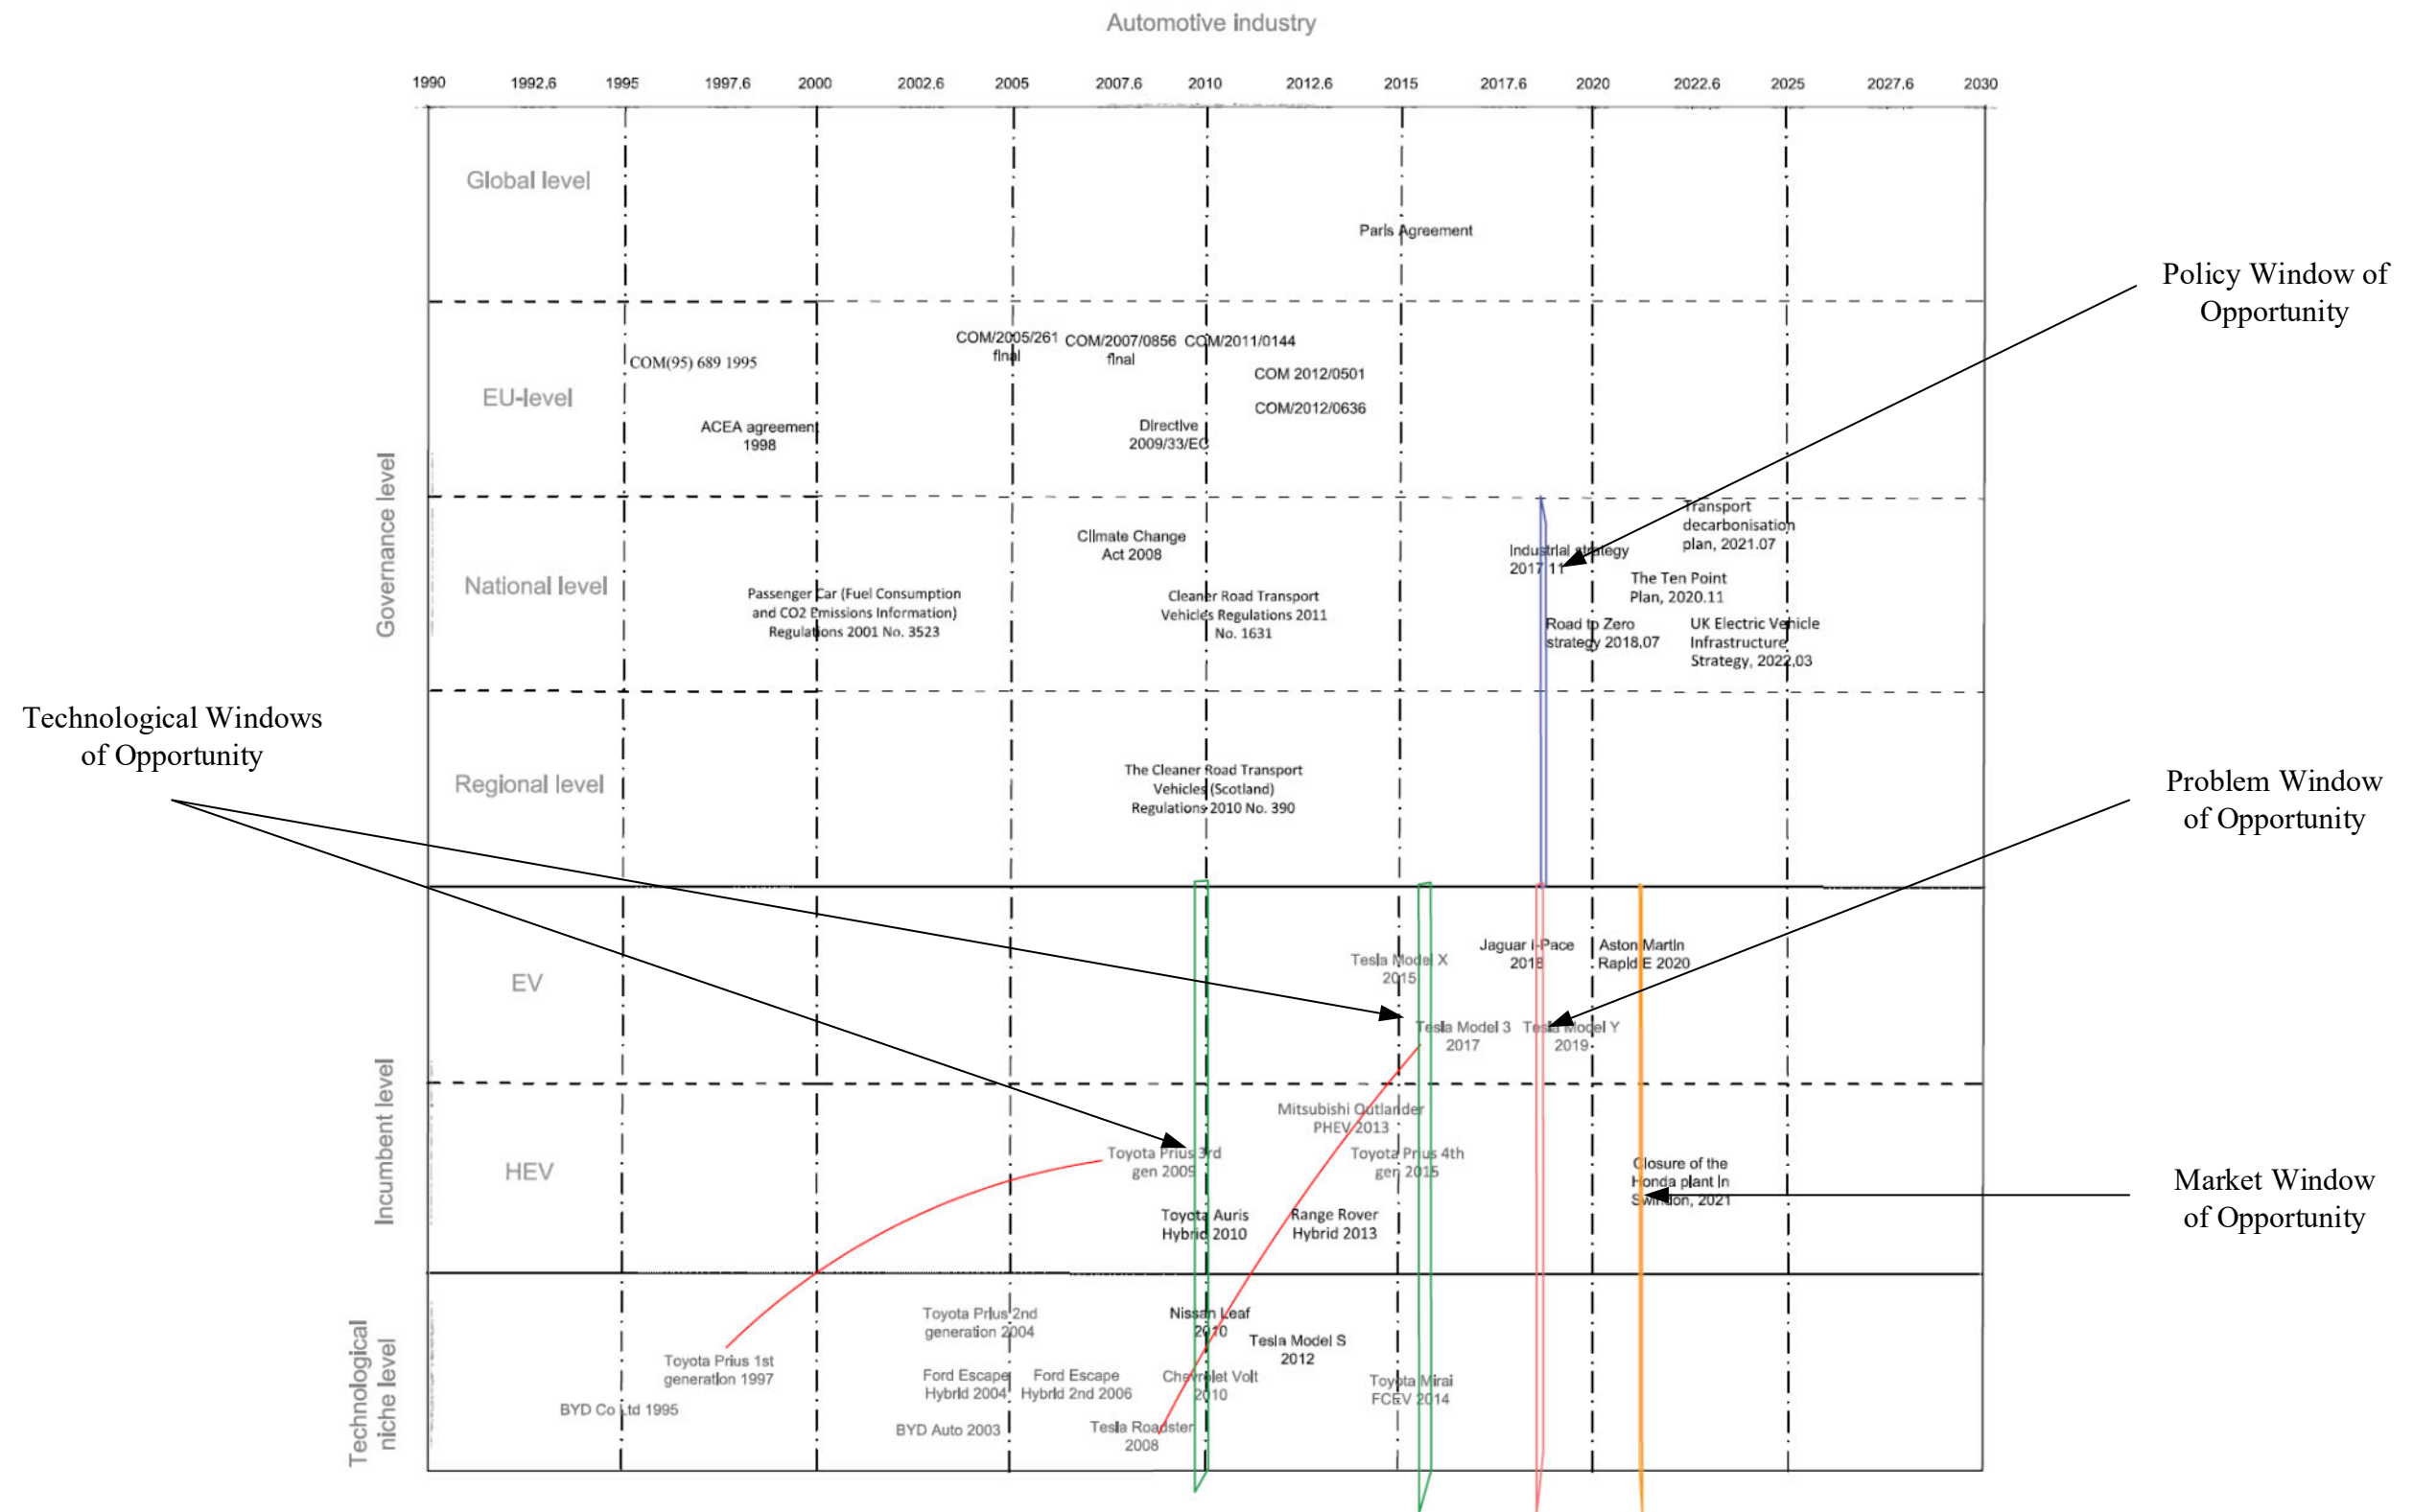 Automotive industry
1990 1992.6 1995 1997.6 2000 2002.6 2005 2007.6 2010 2012.6 2015 2017.6 2020 2022.6 2025 2027.6 2030
Global level
Paris Agreement
Policy Window of
Opportunity
Governance level
EU-level
COM(95) 689 1995
ACEA agreement
1998
COM/2005/261
final
COM/2007/0856
final
COM/2011/0144
COM 2012/0501
COM/2012/0636
Directive
2009/33/EC
National level
Passenger Car (Fuel Consumption
and CO2 Emissions Information)
Regulations 2001 No. 3523
Climate Change
Act 2008
Cleaner Road Transport
Vehicles Regulations 2011
No. 1631
Industrial strategy
2017 11
Road to Zero
strategy 2018,07
Transport
decarbonisation
plan, 2021.07
The Ten Point
Plan, 2020.11
UK Electric Vehicle
Infrastructure
Strategy, 2022,03
Technological Windows
of Opportunity
Regional level
The Cleaner Road Transport
Vehicles (Scotland)
Regulations 2010 No. 390
Problem Window
of Opportunity
Incumbent level
EV
Tesla Model X
2015
Jaguar I-Pace
2018
Aston Martin
Rapid E 2020
Tesla Model 3
2017
Tesla Model Y
2019
HEV
Mitsubishi Outlander
PHEV 2013
Toyota Prius 3rd
gen 2009
Toyota Prius 4th
gen 2015
Toyota Auris
Hybrid 2010
Range Rover
Hybrid 2013
Closure of the
Honda plant in
Swindon, 2021
Market Window
of Opportunity
Technological
niche level
Toyota Prius 2nd
generation 2004
Nissan Leaf
2010
Tesla Model S
2012
Toyota Prius 1st
generation 1997
Ford Escape
Hybrid 2004
Ford Escape
Hybrid 2nd 2006
Chevrolet Volt
2010
Toyota Mirai
FCEV 2014
BYD Co Ltd 1995
BYD Auto 2003
Tesla Roadster
2008